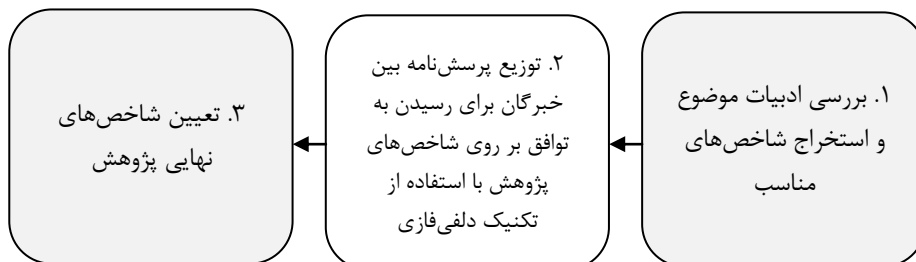 ۱. بررسی ادبیات موضوع
و استخراج شاخص‌های
مناسب
۲. توزیع پرسش‌نامه بین
خبرگان برای رسیدن به
توافق بر روی شاخص‌های
پژوهش با استفاده از
تکنیک دلفی‌فازی
۳. تعیین شاخص‌های
نهایی پژوهش